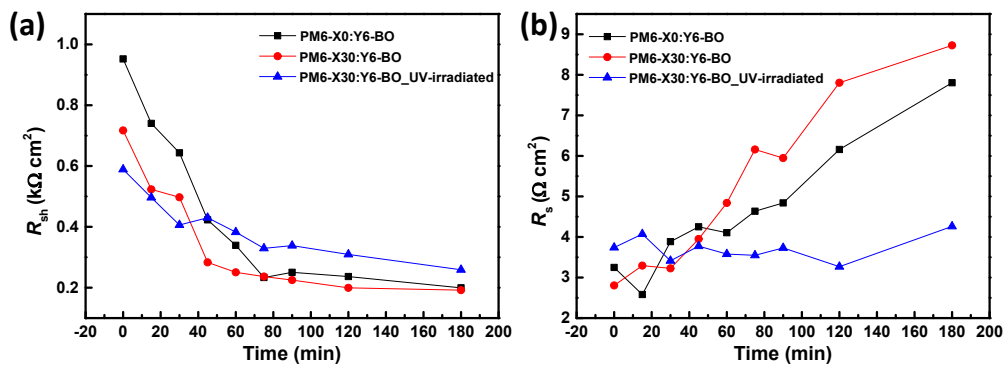 (a)
PM6-X0:Y6-BO
PM6-X30:Y6-BO
PM6-X30:Y6-BO_UV-irradiated
R_sh (kΩ cm²)
1.0
0.8
0.6
0.4
0.2
-20 0 20 40 60 80 100 120 140 160 180 200
Time (min)
(b)
PM6-X0:Y6-BO
PM6-X30:Y6-BO
PM6-X30:Y6-BO_UV-irradiated
R_s (Ω cm²)
9
8
7
6
5
4
3
2
-20 0 20 40 60 80 100 120 140 160 180 200
Time (min)